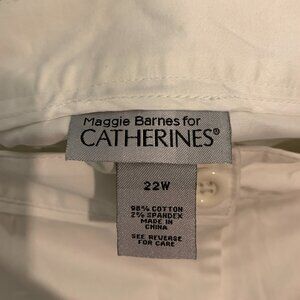 Maggie Barnes for
CATHERINES®
22W
98% COTTON
2% SPANDEX
MADE IN
CHINA
SEE REVERSE
FOR CARE